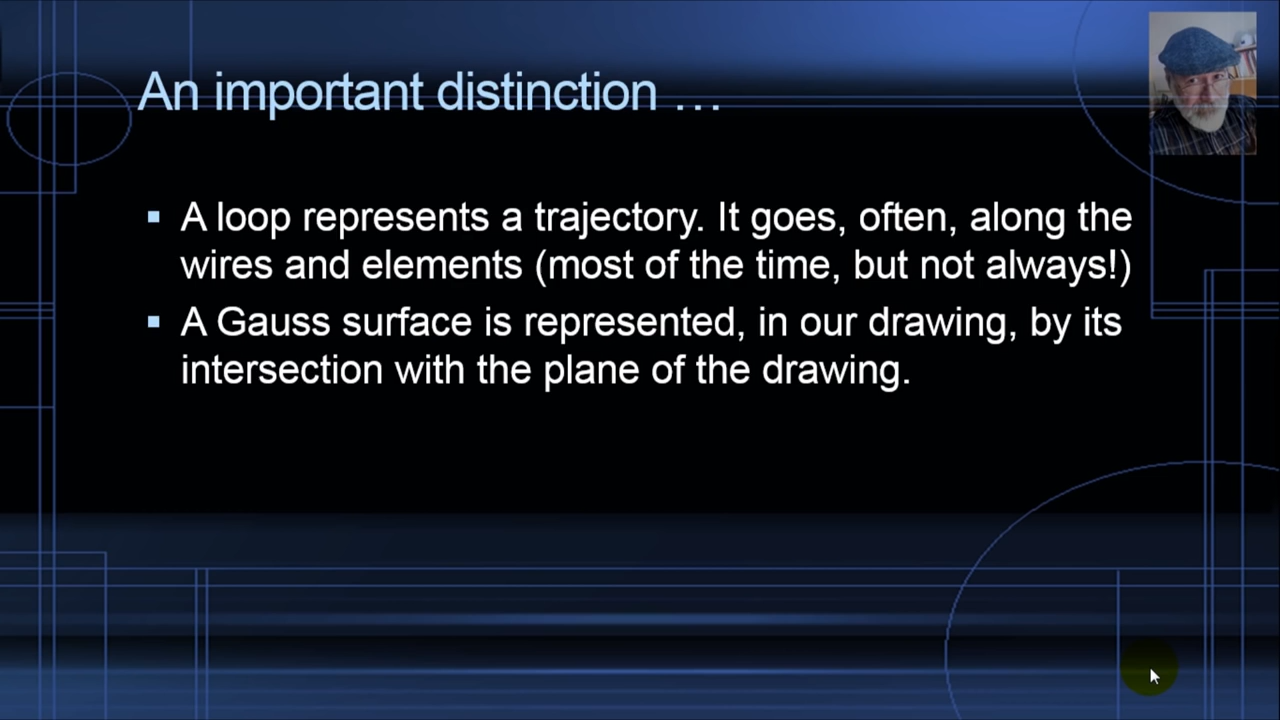 An important distinction …
A loop represents a trajectory. It goes, often, along the
wires and elements (most of the time, but not always!)
A Gauss surface is represented, in our drawing, by its
intersection with the plane of the drawing.